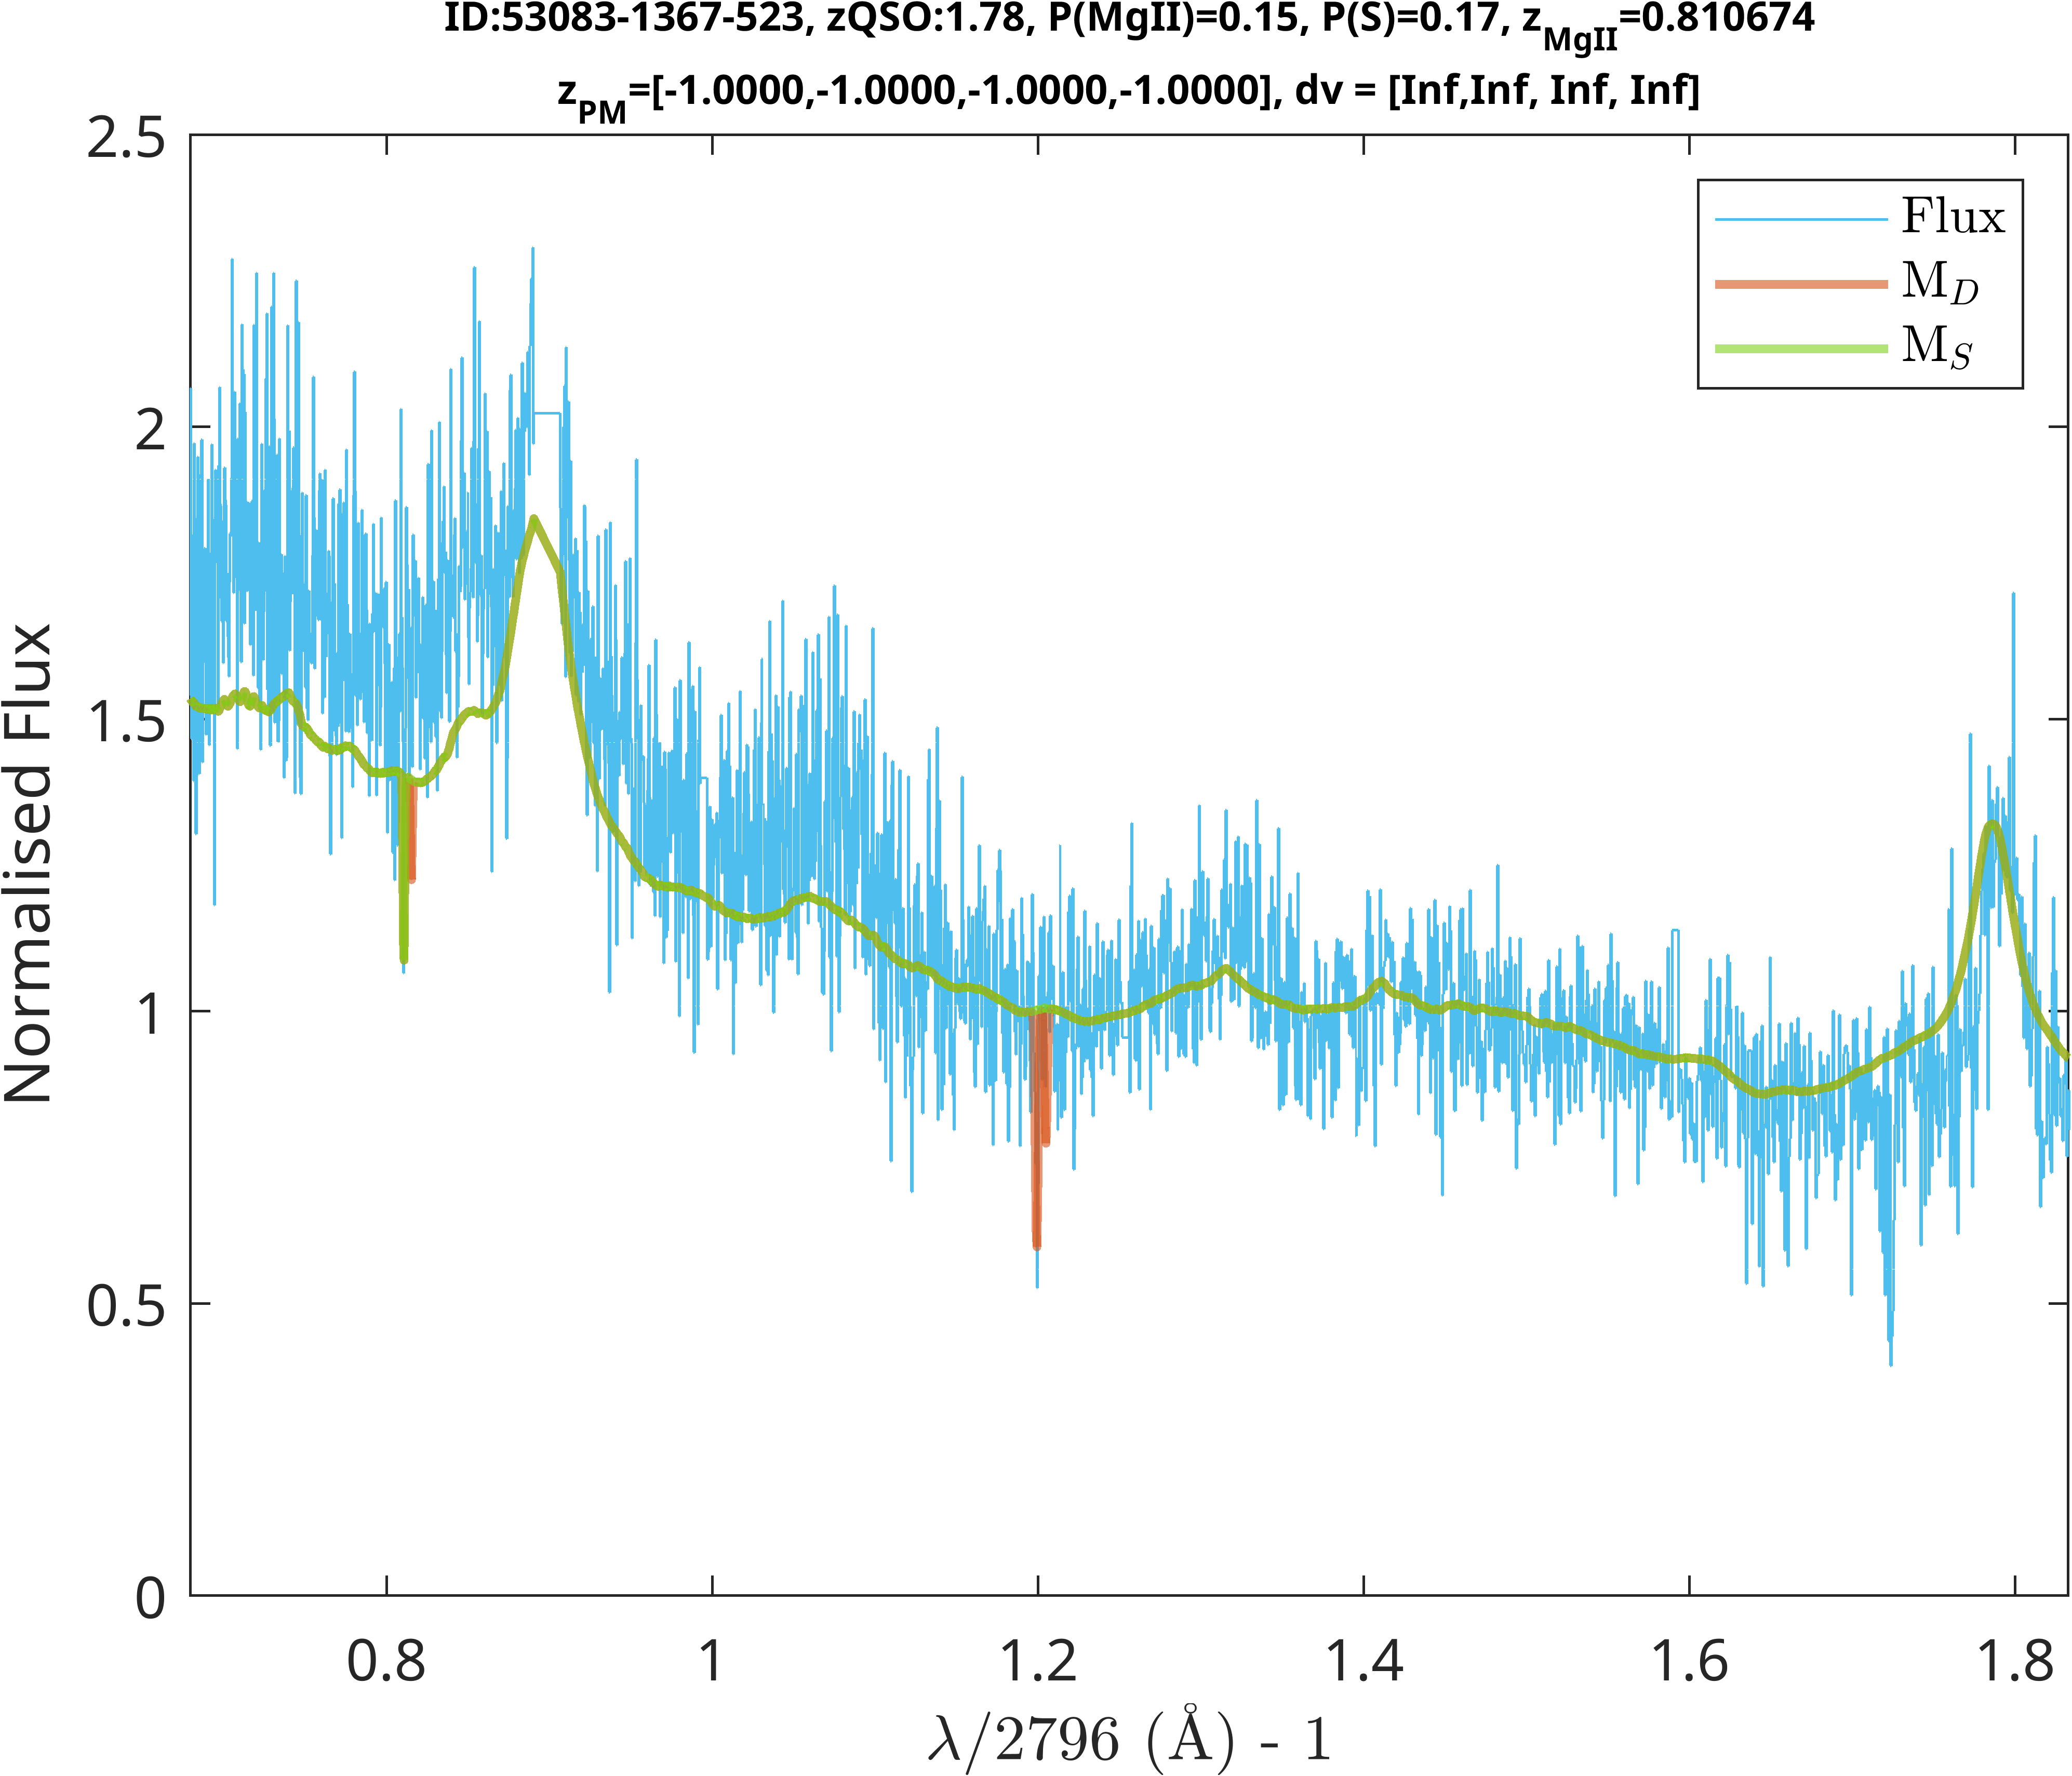 ID:53083-1367-523, zQSO:1.78, P(MgII)=0.15, P(S)=0.17, zMgII=0.810674
zPM=[-1.0000,-1.0000,-1.0000,-1.0000], dv = [Inf,Inf, Inf, Inf]
2.5
2
1.5
1
0.5
0
Normalised Flux
Flux
MD
MS
0.8
1
1.2
1.4
1.6
1.8
λ/2796 (Å) - 1